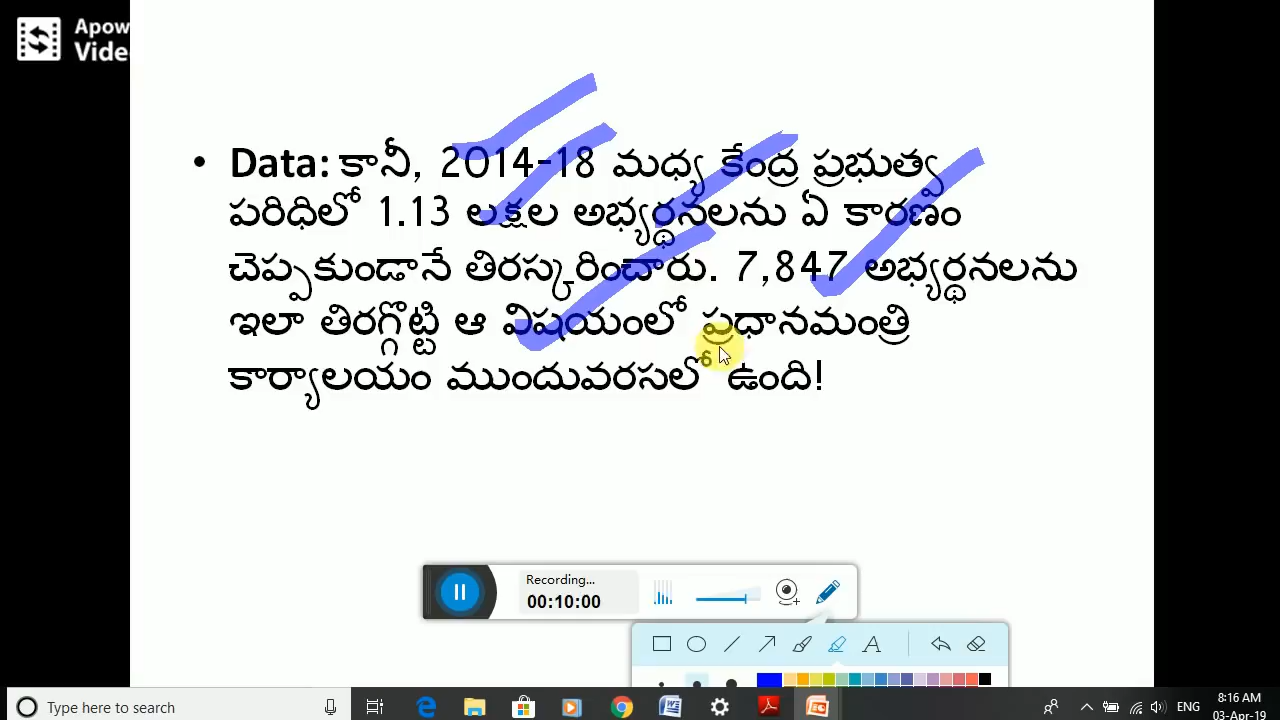 Apow
Vide
• Data: కానీ, 2014-18 మధ్య కేంద్ర ప్రభుత్వ
పరిధిలో 1.13 లక్షల అభ్యర్థనలను ఏ కారణం
చెప్పకుండానే తిరస్కరించారు. 7,847 అభ్యర్థనలను
ఇలా తిరగ్గొట్టి ఆ విషయంలో ప్రధానమంత్రి
కార్యాలయం ముందువరసలో ఉంది!
Recording...
00:10:00
A
Type here to search
ENG
8:16 AM
03-Apr-19